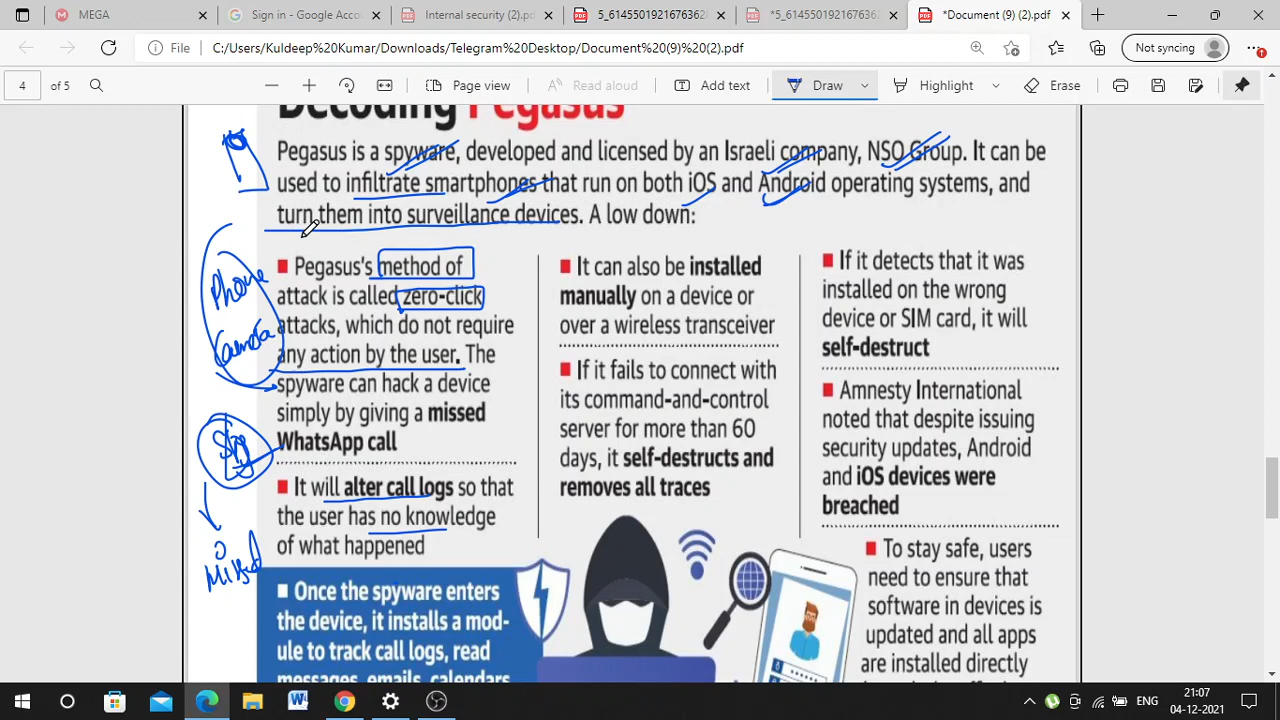 MEGA
Sign in - Google Acco
Internal security (2).pdf
5_6145501921676362
*5_614550192167636
*Document (9) (2).pdf
File
C:/Users/Kuldeep%20Kumar/Downloads/Telegram%20Desktop/Document%20(9)%20(2).pdf
Not syncing
4 of 5
Page view
Read aloud
Add text
Draw
Highlight
Erase
Decoding Pegasus
Pegasus is a spyware, developed and licensed by an Israeli company, NSO Group. It can be
used to infiltrate smartphones that run on both iOS and Android operating systems, and
turn them into surveillance devices. A low down:
Pegasus's method of
attack is called zero-click
attacks, which do not require
any action by the user. The
spyware can hack a device
simply by giving a missed
WhatsApp call
It will alter call logs so that
the user has no knowledge
of what happened
Once the spyware enters
the device, it installs a mod-
ule to track call logs, read
messages, emails, calendars
It can also be installed
manually on a device or
over a wireless transceiver
If it fails to connect with
its command-and-control
server for more than 60
days, it self-destructs and
removes all traces
If it detects that it was
installed on the wrong
device or SIM card, it will
self-destruct
Amnesty International
noted that despite issuing
security updates, Android
and iOS devices were
breached
To stay safe, users
need to ensure that
software in devices is
updated and all apps
are installed directly
Phone
Missed
ENG
21:07
04-12-2021